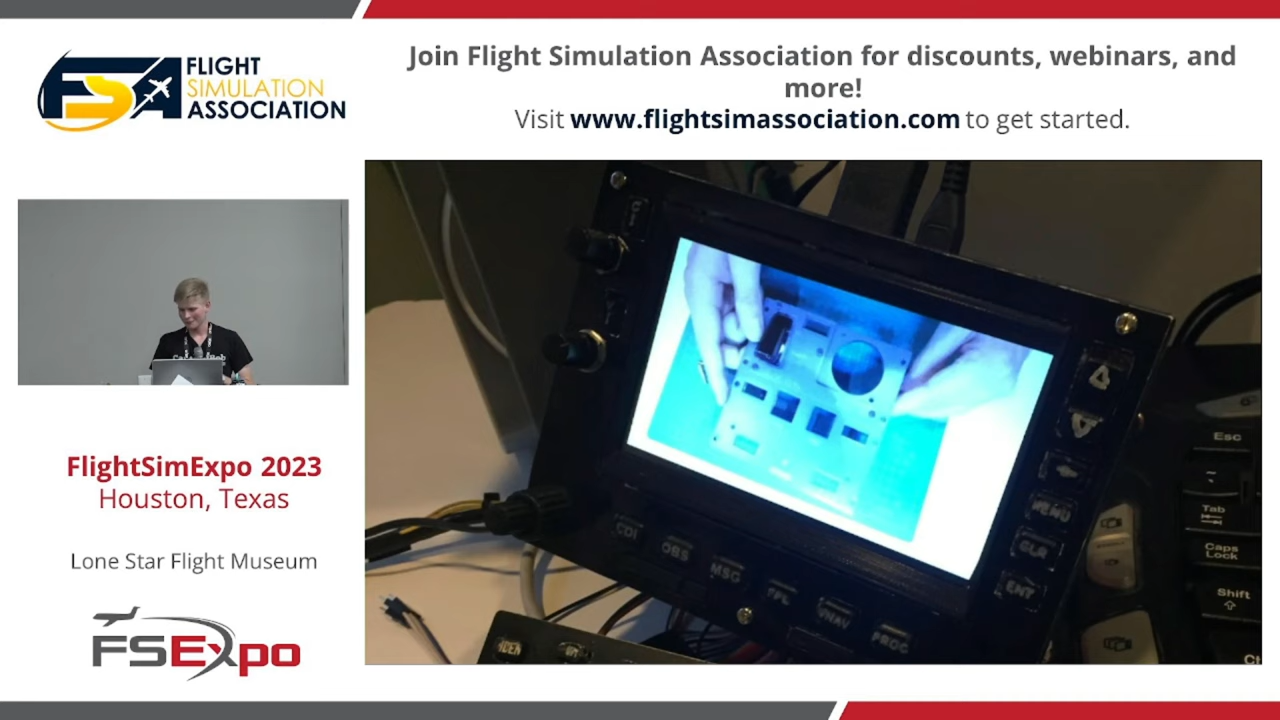 FLIGHT
SIMULATION
ASSOCIATION
Join Flight Simulation Association for discounts, webinars, and
more!
Visit www.flightsimassociation.com to get started.
FlightSimExpo 2023
Houston, Texas
Lone Star Flight Museum
FSExpo
CDI
OBS
MSG
FPL
VNAV
PROC
MENU
CLR
ENT
Esc
Tab
Caps
Lock
Shift
IDENT